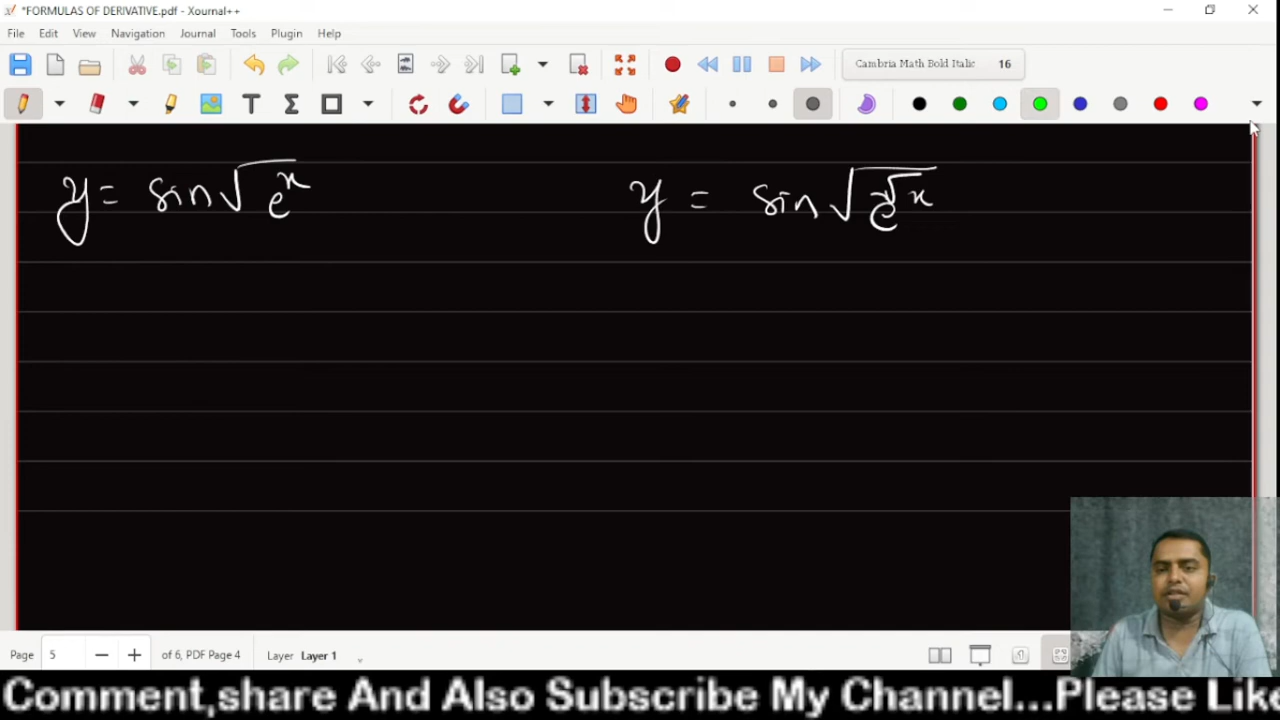 *FORMULAS OF DERIVATIVE.pdf - Xournal++
File Edit View Navigation Journal Tools Plugin Help
Cambria Math Bold Italic 16
y = sin√e^x
y = sin√e^√x
Page 5 of 6, PDF Page 4 Layer Layer 1
Comment,share And Also Subscribe My Channel...Please Like